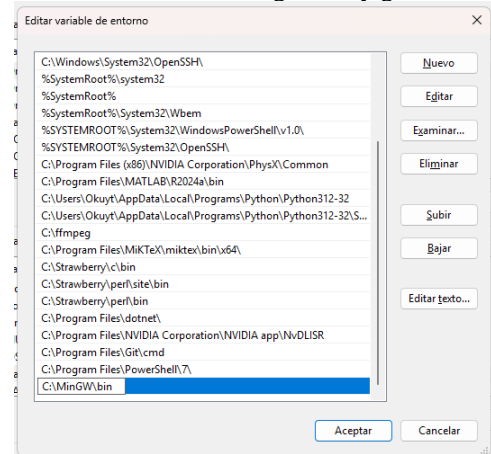 Editar variable de entorno
C:\Windows\System32\OpenSSH\
%SystemRoot%\system32
%SystemRoot%
%SystemRoot%\System32\Wbem
%SYSTEMROOT%\System32\WindowsPowerShell\v1.0\
%SYSTEMROOT%\System32\OpenSSH\
C:\Program Files (x86)\NVIDIA Corporation\PhysX\Common
C:\Program Files\MATLAB\R2024a\bin
C:\Users\Okuyt\AppData\Local\Programs\Python\Python312-32
C:\Users\Okuyt\AppData\Local\Programs\Python\Python312-32\S...
C:\ffmpeg
C:\Program Files\MiKTeX\miktex\bin\x64\
C:\Strawberry\c\bin
C:\Strawberry\perl\site\bin
C:\Strawberry\perl\bin
C:\Program Files\dotnet\
C:\Program Files\NVIDIA Corporation\NVIDIA app\NvDLISR
C:\Program Files\Git\cmd
C:\Program Files\PowerShell\7\
C:\MinGW\bin
Nuevo
Editar
Examinar...
Eliminar
Subir
Bajar
Editar texto...
Aceptar
Cancelar